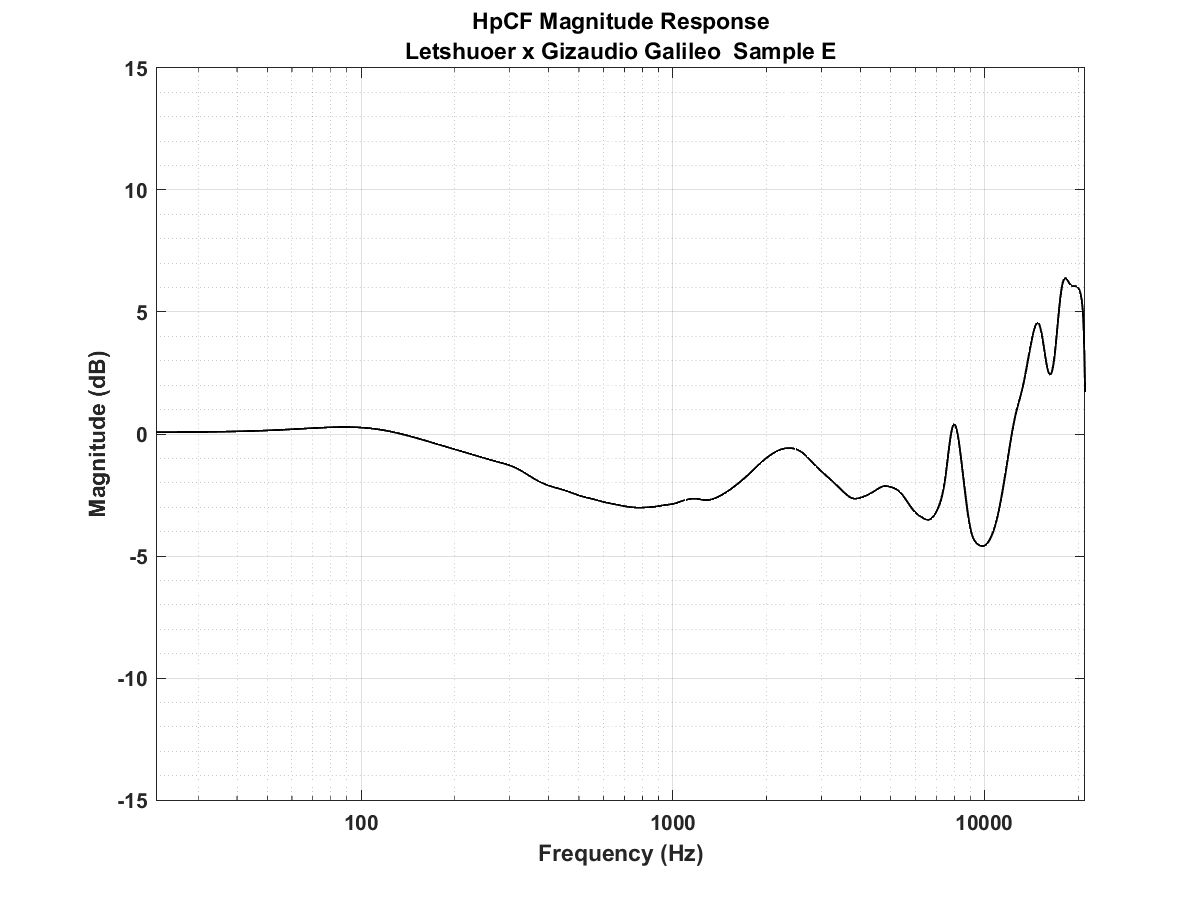 HpCF Magnitude Response
Letshuoer x Gizaudio Galileo  Sample E
15
10
5
0
-5
-10
-15
Magnitude (dB)
100
1000
10000
Frequency (Hz)